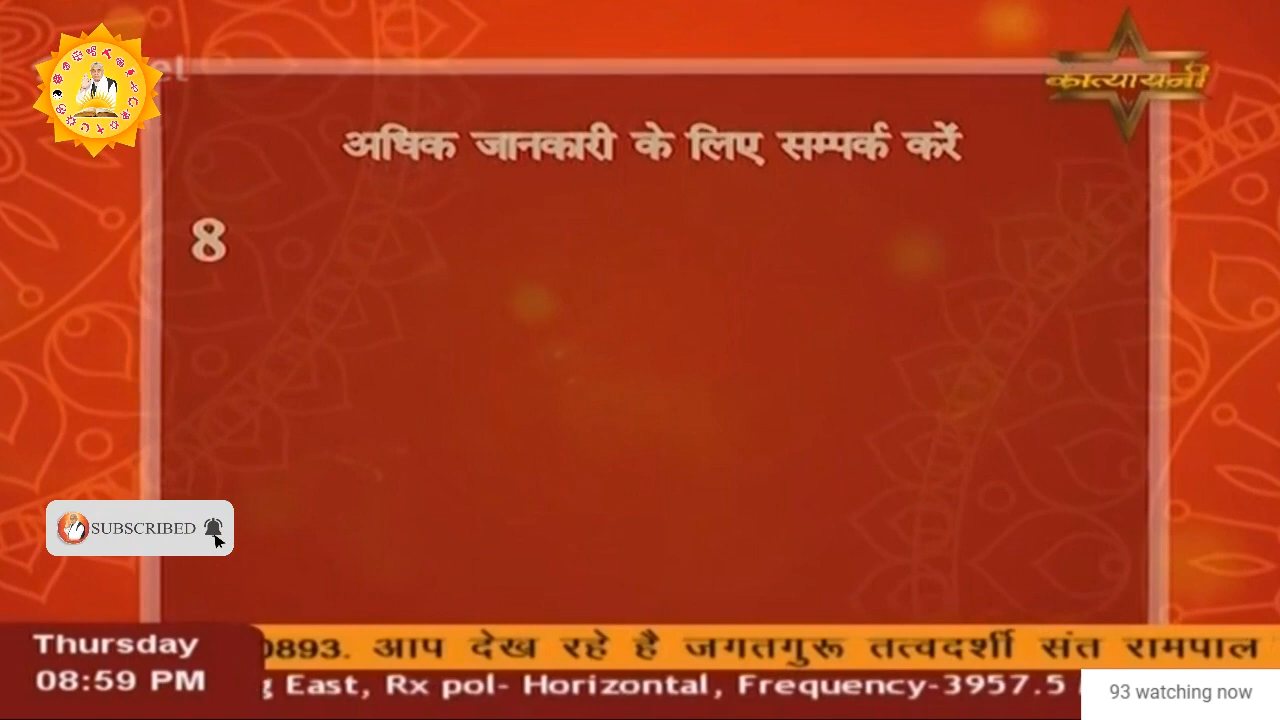 el
कात्यायनी
अधिक जानकारी के लिए सम्पर्क करें
8
SUBSCRIBED
Thursday
08:59 PM
0893. आप देख रहे है जगतगुरू तत्वदर्शी संत रामपाल
g East, Rx pol- Horizontal, Frequency-3957.5
93 watching now